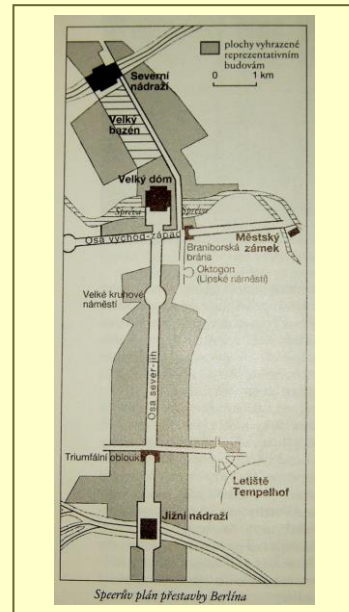 plochy vyhrazené
reprezentativním
budovám
0 1 km
Severní
nádraží
Velký
bazén
Velký dóm
Spréva
Spréva
Osa východ-západ
Braniborská
brána
Městský
zámek
Oktogon
(Lipské náměstí)
Velké kruhové
náměstí
Osa sever-jih
Triumfální oblouk
Letiště
Tempelhof
Jižní nádraží
Speerův plán přestavby Berlína